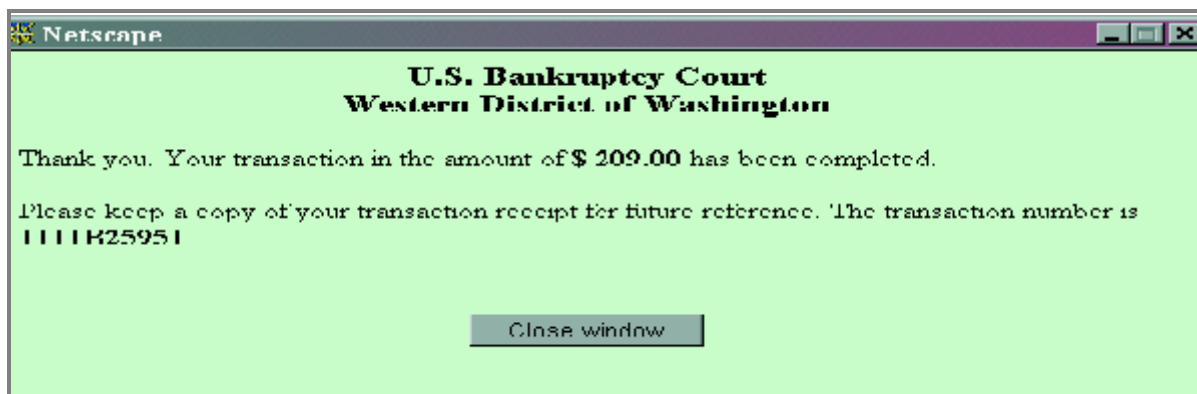 Netscape
U.S. Bankruptcy Court
Western District of Washington
Thank you. Your transaction in the amount of $ 209.00 has been completed.
Please keep a copy of your transaction receipt for future reference. The transaction number is
Close window